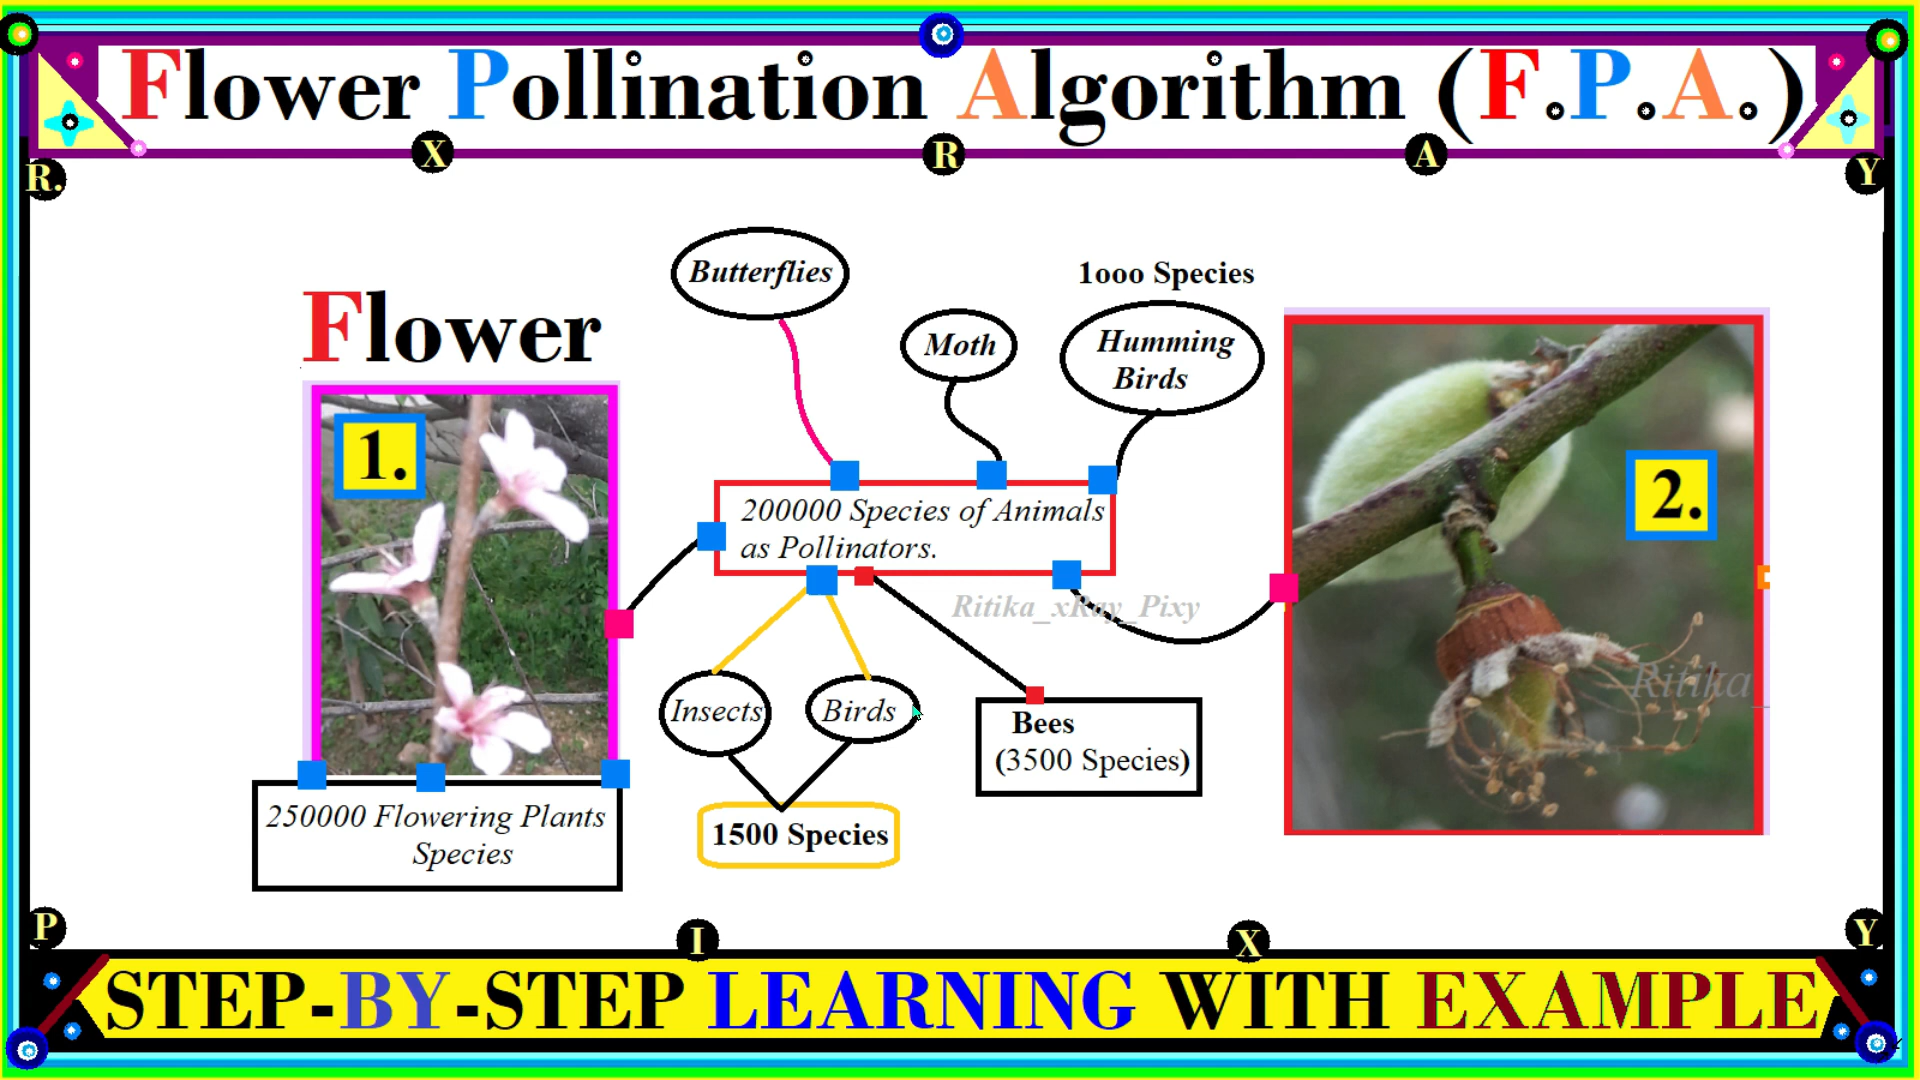 Flower Pollination Algorithm (F.P.A.)
R.
X
R
A
Y
Butterflies
1ooo Species
Flower
Moth
Humming
Birds
1.
2.
200000 Species of Animals
as Pollinators.
Ritika_xRay_Pixy
Ritika
Insects
Birds
Bees
(3500 Species)
250000 Flowering Plants
Species
1500 Species
P
I
X
Y
STEP-BY-STEP LEARNING WITH EXAMPLE